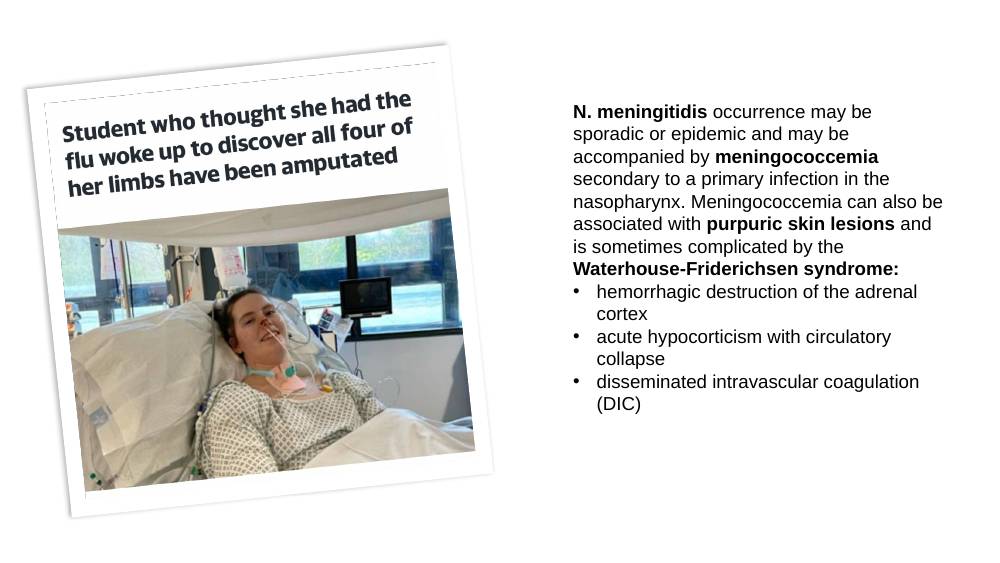 Student who thought she had the
flu woke up to discover all four of
her limbs have been amputated
N. meningitidis occurrence may be
sporadic or epidemic and may be
accompanied by meningococcemia
secondary to a primary infection in the
nasopharynx. Meningococcemia can also be
associated with purpuric skin lesions and
is sometimes complicated by the
Waterhouse-Friderichsen syndrome:
• hemorrhagic destruction of the adrenal
cortex
• acute hypocorticism with circulatory
collapse
• disseminated intravascular coagulation
(DIC)